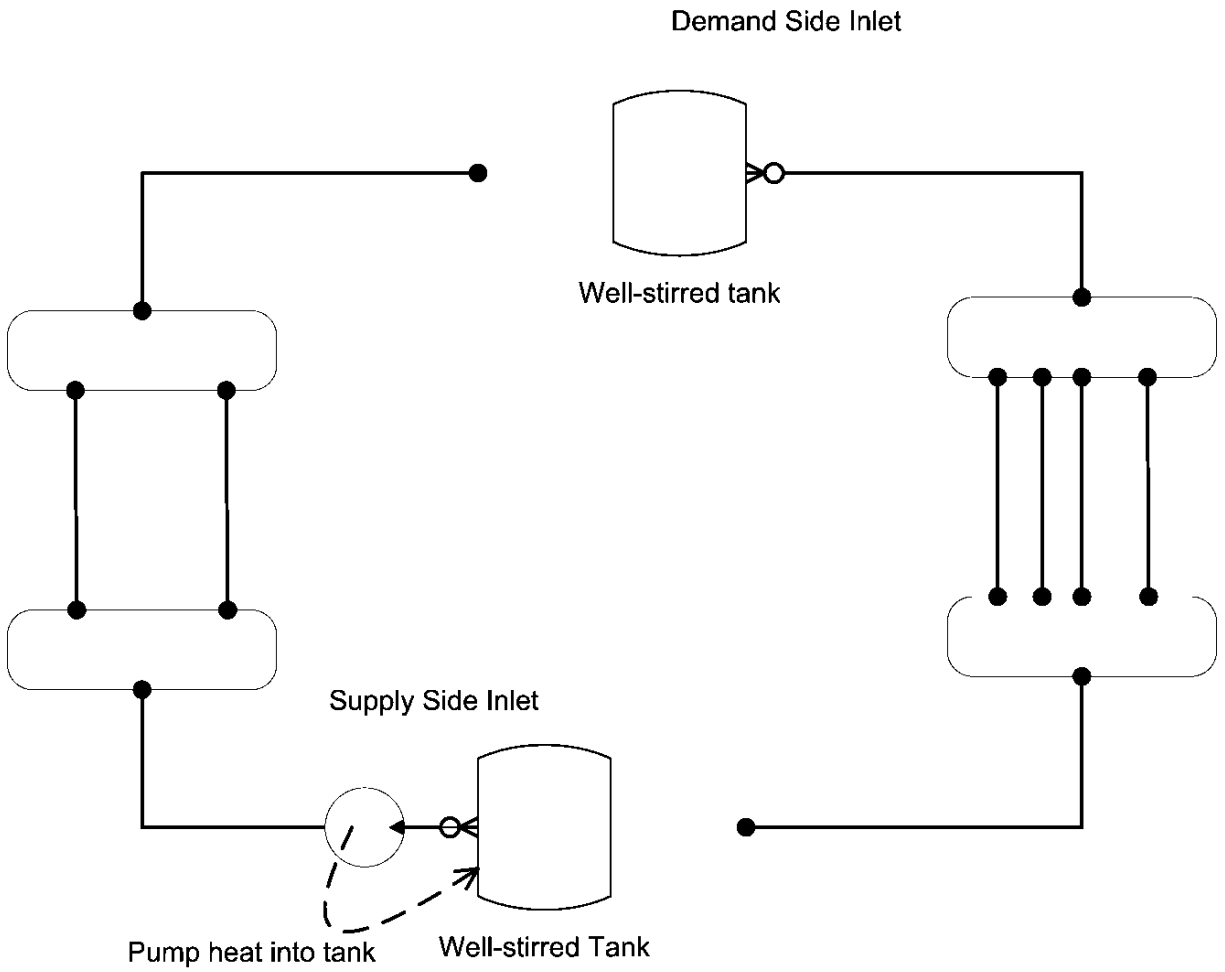 Demand Side Inlet
Well-stirred tank
Supply Side Inlet
Pump heat into tank
Well-stirred Tank